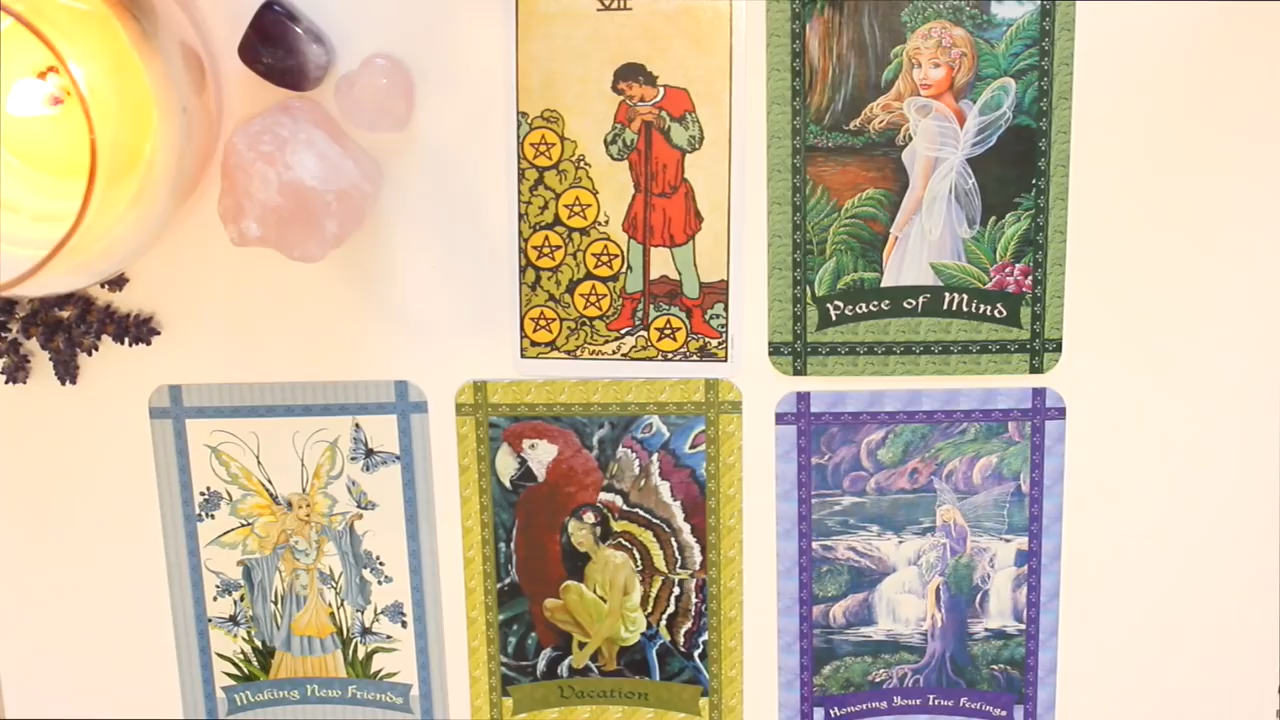 VII
Peace of Mind
Making New Friends
Vacation
Honoring Your True Feelings